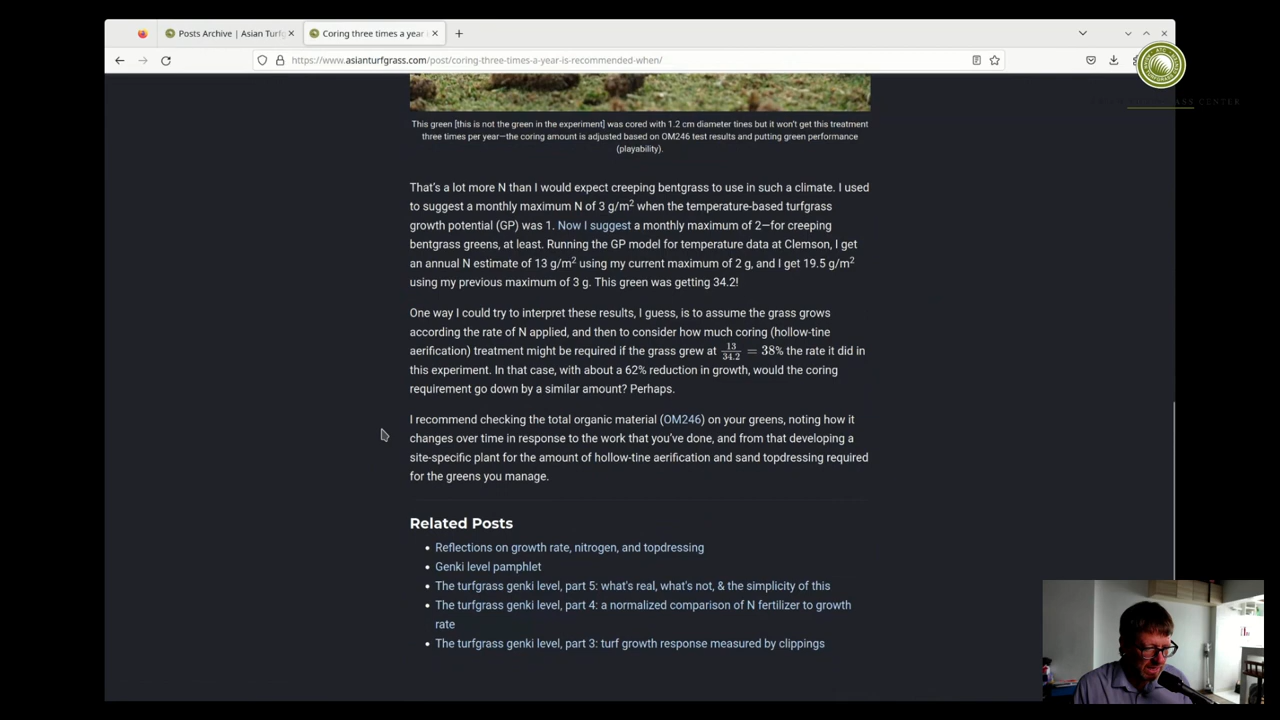 Posts Archive | Asian Turfg
Coring three times a year
https://www.asianturfgrass.com/post/coring-three-times-a-year-is-recommended-when/
CENTER
This green [this is not the green in the experiment] was cored with 1.2 cm diameter tines but it won't get this treatment
three times per year—the coring amount is adjusted based on OM246 test results and putting green performance
(playability).
That's a lot more N than I would expect creeping bentgrass to use in such a climate. I used
to suggest a monthly maximum N of 3 g/m² when the temperature-based turfgrass
growth potential (GP) was 1. Now I suggest a monthly maximum of 2—for creeping
bentgrass greens, at least. Running the GP model for temperature data at Clemson, I get
an annual N estimate of 13 g/m² using my current maximum of 2 g, and I get 19.5 g/m²
using my previous maximum of 3 g. This green was getting 34.2!
One way I could try to interpret these results, I guess, is to assume the grass grows
according the rate of N applied, and then to consider how much coring (hollow-tine
aerification) treatment might be required if the grass grew at 13/34.2 = 38% the rate it did in
this experiment. In that case, with about a 62% reduction in growth, would the coring
requirement go down by a similar amount? Perhaps.
I recommend checking the total organic material (OM246) on your greens, noting how it
changes over time in response to the work that you've done, and from that developing a
site-specific plant for the amount of hollow-tine aerification and sand topdressing required
for the greens you manage.
Related Posts
• Reflections on growth rate, nitrogen, and topdressing
• Genki level pamphlet
• The turfgrass genki level, part 5: what's real, what's not, & the simplicity of this
• The turfgrass genki level, part 4: a normalized comparison of N fertilizer to growth
rate
• The turfgrass genki level, part 3: turf growth response measured by clippings